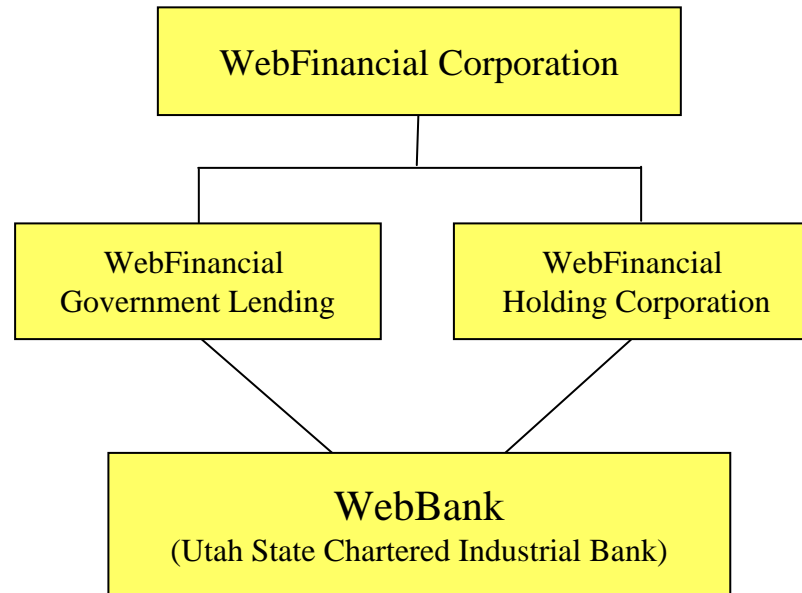 WebFinancial Corporation
WebFinancial
Government Lending
WebFinancial
Holding Corporation
WebBank
(Utah State Chartered Industrial Bank)